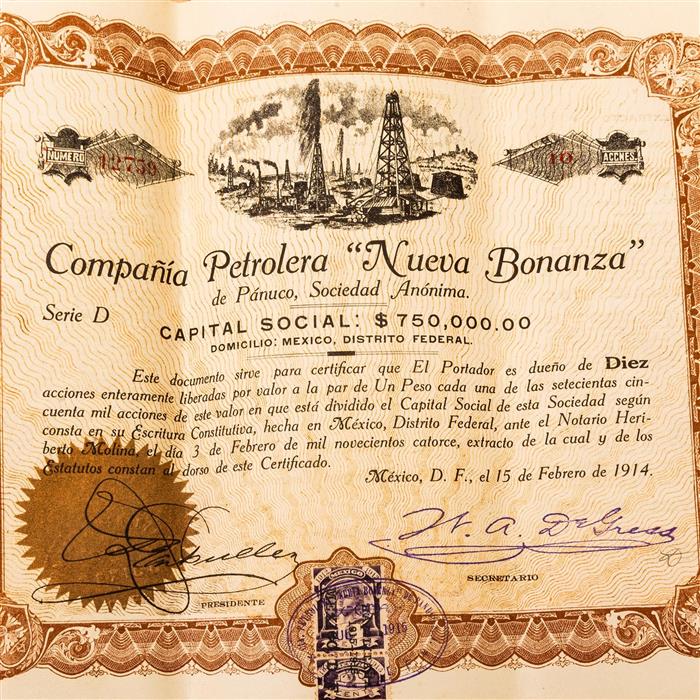 NUMERO 12759
10 ACCNES.
Compañía Petrolera "Nueva Bonanza"
de Pánuco, Sociedad Anónima.
Serie D
CAPITAL SOCIAL: $750,000.00
DOMICILIO: MEXICO, DISTRITO FEDERAL.
Este documento sirve para certificar que El Portador es dueño de Diez
acciones enteramente liberadas por valor a la par de Un Peso cada una de las setecientas cin-
cuenta mil acciones de este valor en que está dividido el Capital Social de esta Sociedad según
consta en su Escritura Constitutiva, hecha en México, Distrito Federal, ante el Notario Heri-
berto Molina, el día 3 de Febrero de mil novecientos catorce, extracto de la cual y de los
Estatutos constan al dorso de este Certificado.
México, D. F., el 15 de Febrero de 1914.
W. A. DeGress
PRESIDENTE
SECRETARIO
MEXICO